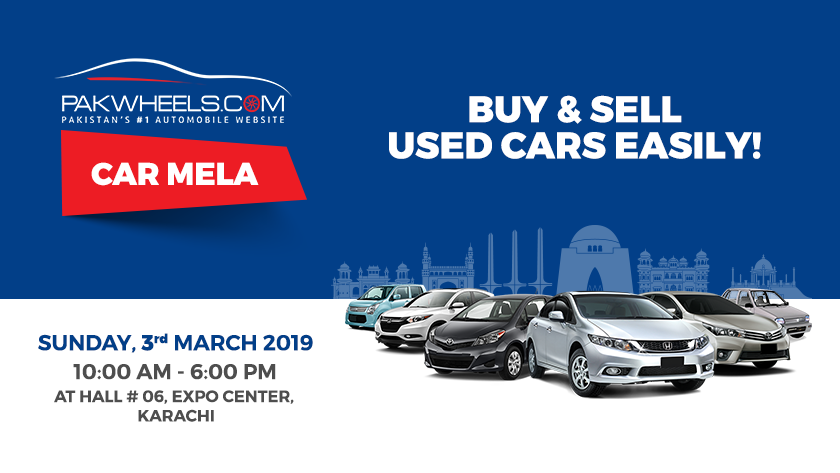 PAKWHEELS.COM
PAKISTAN'S #1 AUTOMOBILE WEBSITE
CAR MELA
BUY & SELL
USED CARS EASILY!
SUNDAY, 3rd MARCH 2019
10:00 AM - 6:00 PM
AT HALL # 06, EXPO CENTER,
KARACHI